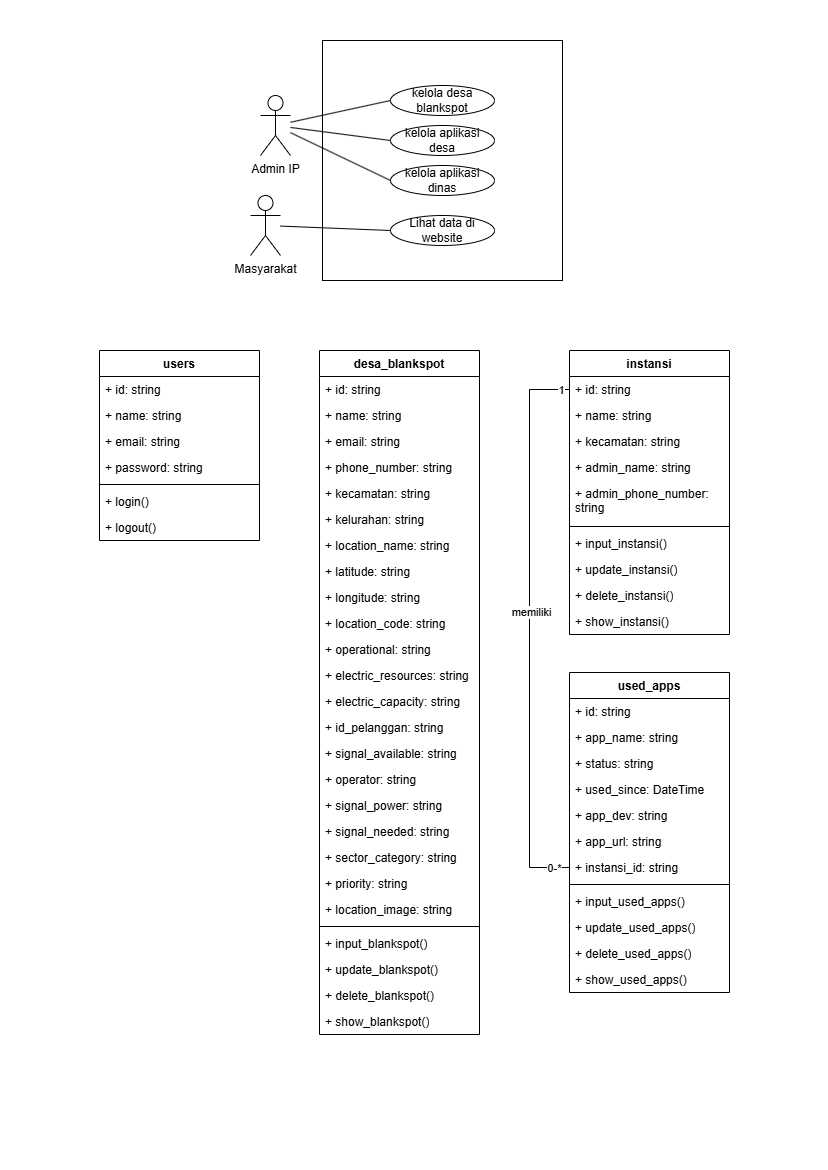 kelola desa
blankspot
kelola aplikasi
desa
kelola aplikasi
dinas
Admin IP
Lihat data di
website
Masyarakat
users
+ id: string
+ name: string
+ email: string
+ password: string
+ login()
+ logout()
desa_blankspot
+ id: string
+ name: string
+ email: string
+ phone_number: string
+ kecamatan: string
+ kelurahan: string
+ location_name: string
+ latitude: string
+ longitude: string
+ location_code: string
+ operational: string
+ electric_resources: string
+ electric_capacity: string
+ id_pelanggan: string
+ signal_available: string
+ operator: string
+ signal_power: string
+ signal_needed: string
+ sector_category: string
+ priority: string
+ location_image: string
+ input_blankspot()
+ update_blankspot()
+ delete_blankspot()
+ show_blankspot()
1
memiliki
0-*
instansi
+ id: string
+ name: string
+ kecamatan: string
+ admin_name: string
+ admin_phone_number:
string
+ input_instansi()
+ update_instansi()
+ delete_instansi()
+ show_instansi()
used_apps
+ id: string
+ app_name: string
+ status: string
+ used_since: DateTime
+ app_dev: string
+ app_url: string
+ instansi_id: string
+ input_used_apps()
+ update_used_apps()
+ delete_used_apps()
+ show_used_apps()